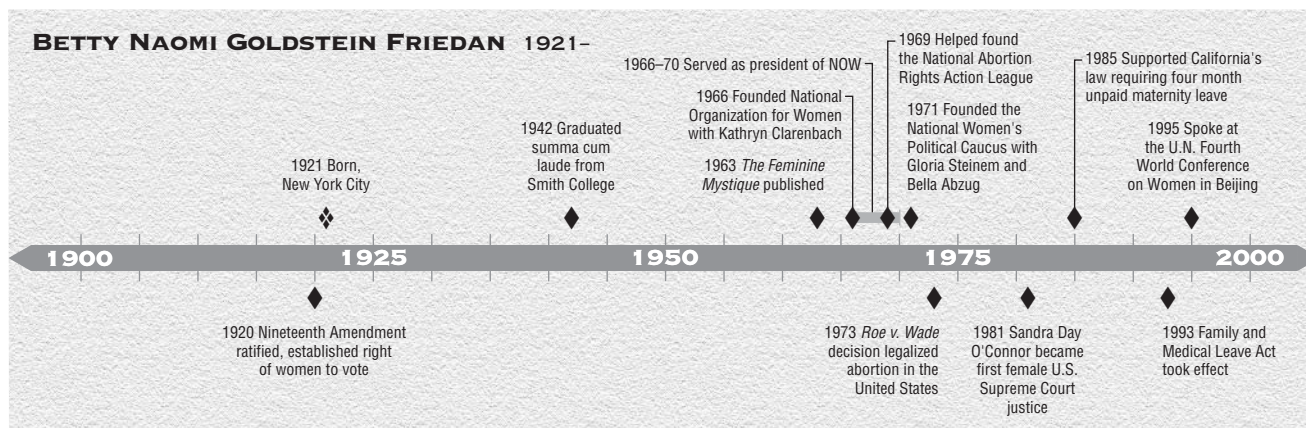 BETTY NAOMI GOLDSTEIN FRIEDAN 1921–
1921 Born,
New York City
1942 Graduated
summa cum
laude from
Smith College
1963 The Feminine
Mystique published
1966 Founded National
Organization for Women
with Kathryn Clarenbach
1966–70 Served as president of NOW
1969 Helped found
the National Abortion
Rights Action League
1971 Founded the
National Women's
Political Caucus with
Gloria Steinem and
Bella Abzug
1985 Supported California's
law requiring four month
unpaid maternity leave
1995 Spoke at
the U.N. Fourth
World Conference
on Women in Beijing
1900 1925 1950 1975 2000
1920 Nineteenth Amendment
ratified, established right
of women to vote
1973 Roe v. Wade
decision legalized
abortion in the
United States
1981 Sandra Day
O'Connor became
first female U.S.
Supreme Court
justice
1993 Family and
Medical Leave Act
took effect